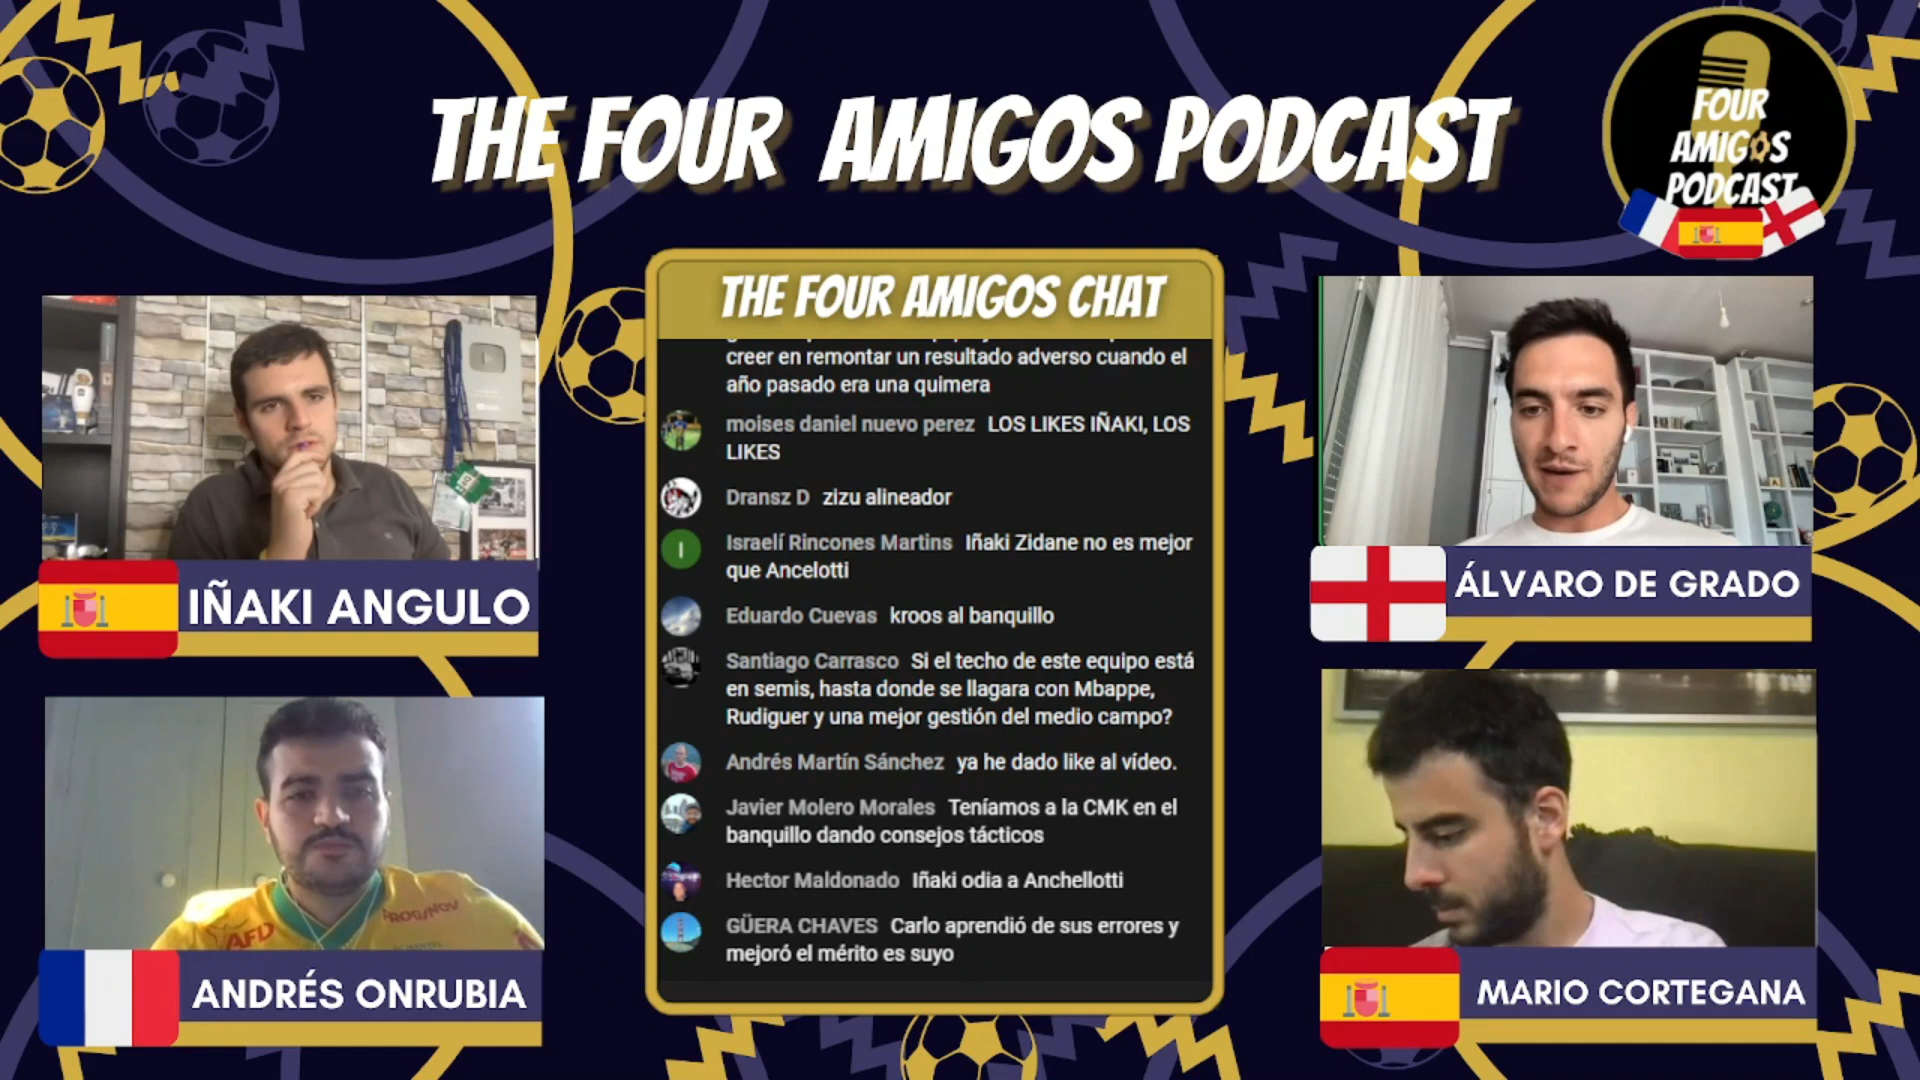 THE FOUR AMIGOS PODCAST
FOUR
AMIGOS
PODCAST
THE FOUR AMIGOS CHAT
creer en remontar un resultado adverso cuando el
año pasado era una quimera
moises daniel nuevo perez LOS LIKES IÑAKI, LOS
LIKES
Dransz D zizu alineador
I
Israelí Rincones Martins Iñaki Zidane no es mejor
que Ancelotti
Eduardo Cuevas kroos al banquillo
Santiago Carrasco Si el techo de este equipo está
en semis, hasta donde se llagara con Mbappe,
Rudiguer y una mejor gestión del medio campo?
Andrés Martín Sánchez ya he dado like al vídeo.
Javier Molero Morales Teníamos a la CMK en el
banquillo dando consejos tácticos
Hector Maldonado Iñaki odia a Anchellotti
GÜERA CHAVES Carlo aprendió de sus errores y
mejoró el mérito es suyo
IÑAKI ANGULO
ÁLVARO DE GRADO
AFD
PROGINOV
ANDRÉS ONRUBIA
MARIO CORTEGANA